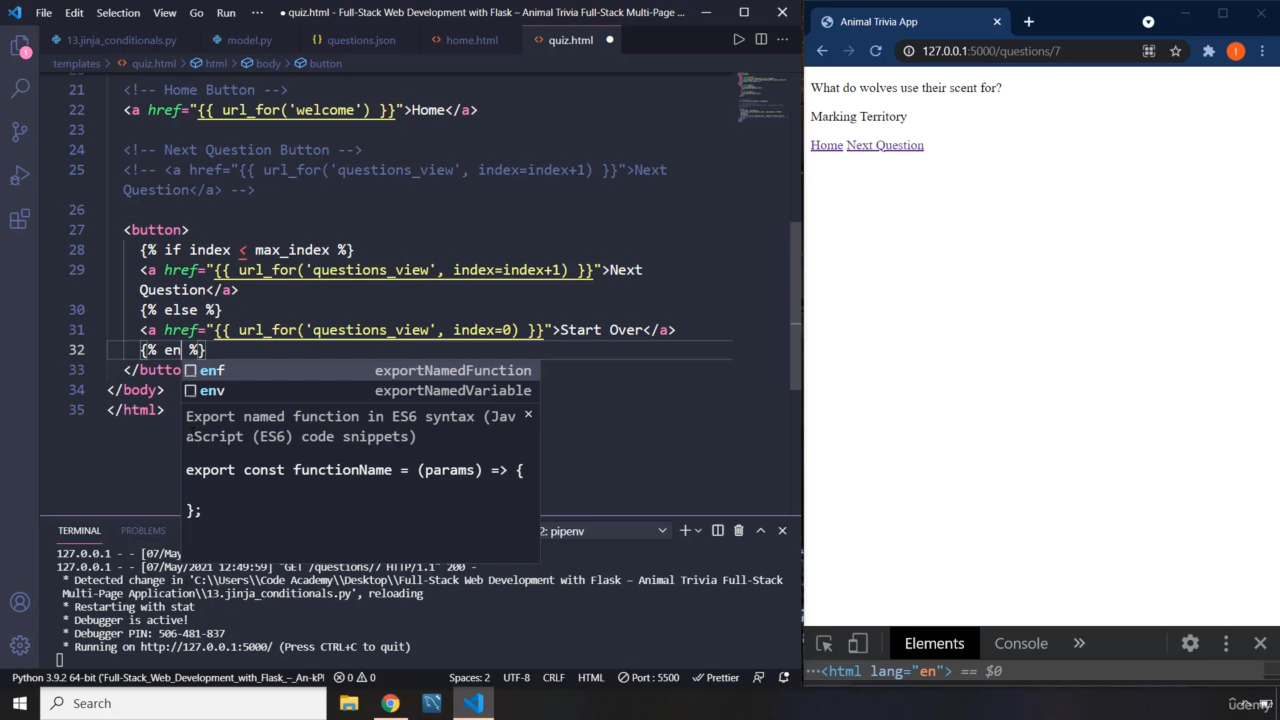 File Edit Selection View Go Run ··· ● quiz.html - Full-Stack Web Development with Flask – Animal Trivia Full-Stack Multi-Page ...
13.jinja_conditionals.py model.py questions.json home.html quiz.html
templates > quiz.html > html > body > button
21 <!-- Home Button -->
22 <a href="{{ url_for('welcome') }}">Home</a>
23
24 <!-- Next Question Button -->
25 <!-- <a href="{{ url_for('questions_view', index=index+1) }}">Next
Question</a> -->
26
27 <button>
28 {% if index < max_index %}
29 <a href="{{ url_for('questions_view', index=index+1) }}">Next
Question</a>
30 {% else %}
31 <a href="{{ url_for('questions_view', index=0) }}">Start Over</a>
32 {% en %}
33 </butto
34 </body>
35 </html>
enf exportNamedFunction
env exportNamedVariable
Export named function in ES6 syntax (Jav
aScript (ES6) code snippets)
export const functionName = (params) => {
};
TERMINAL PROBLEMS 2: pipenv
127.0.0.1 - - [07/May
127.0.0.1 - - [07/May/2021 12:49:59] "GET /questions/7 HTTP/1.1" 200 -
* Detected change in 'C:\\Users\\Code Academy\\Desktop\\Full-Stack Web Development with Flask – Animal Trivia Full-Stack
Multi-Page Application\\13.jinja_conditionals.py', reloading
* Restarting with stat
* Debugger is active!
* Debugger PIN: 506-481-837
* Running on http://127.0.0.1:5000/ (Press CTRL+C to quit)
Python 3.9.2 64-bit ('Full-Stack_Web_Development_with_Flask_–_An-kPl 0 0 Spaces: 2 UTF-8 CRLF HTML Port : 5500 Prettier
Search
Animal Trivia App
127.0.0.1:5000/questions/7
What do wolves use their scent for?
Marking Territory
Home Next Question
Elements Console »
···<html lang="en"> == $0
udemy